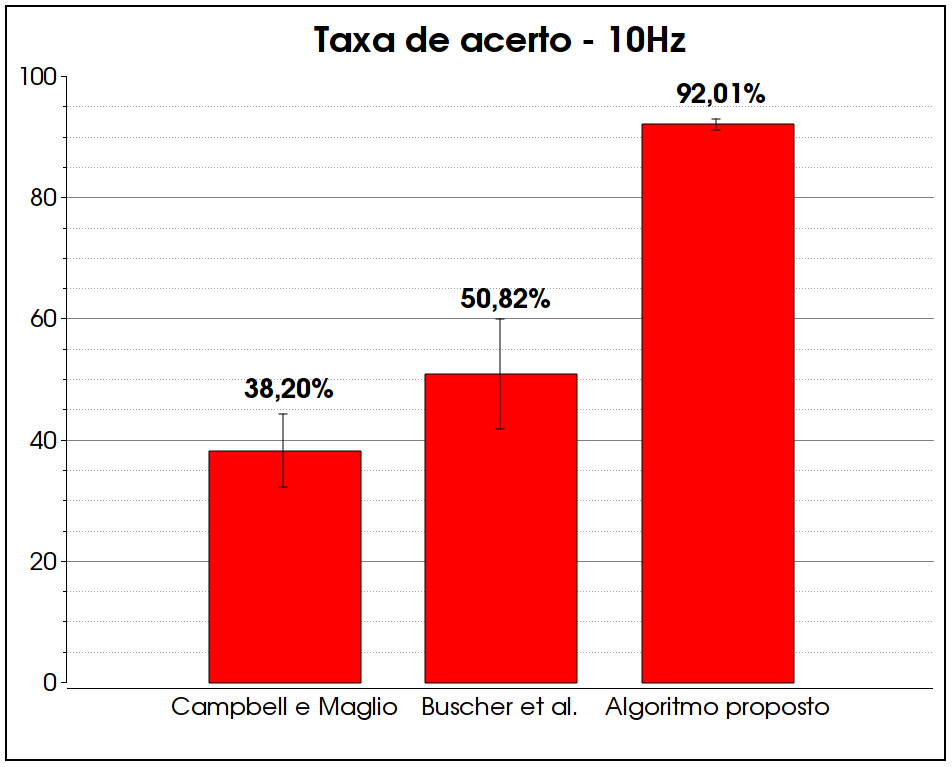 Taxa de acerto - 10Hz
100
80
60
40
20
0
38,20%
50,82%
92,01%
Campbell e Maglio
Buscher et al.
Algoritmo proposto